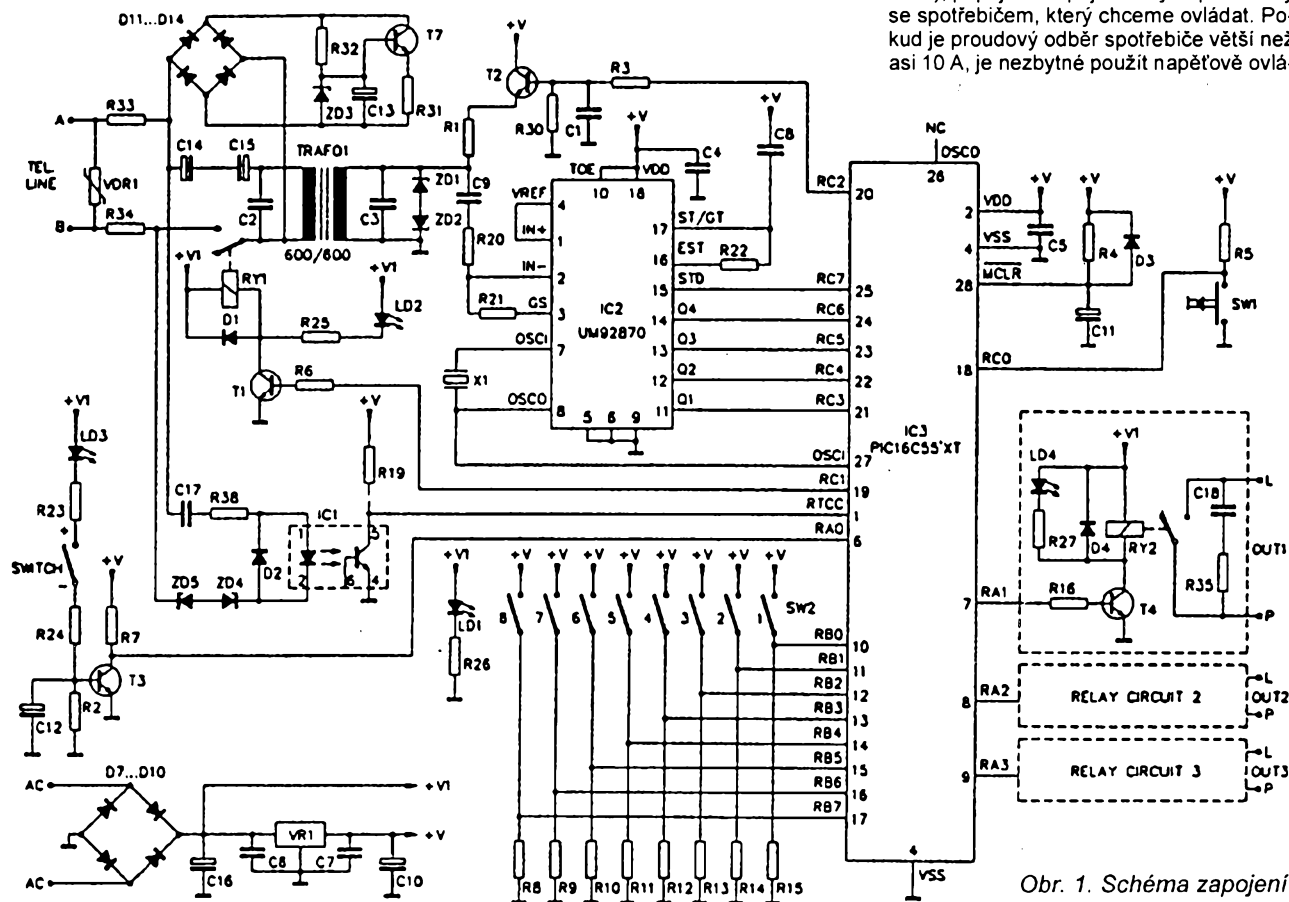 se spotřebičem, který chceme ovládat. Po-
kud je proudový odběr spotřebiče větší než
asi 10 A, je nezbytné použít napěťově ovlá-
D11...D14
R32
T7
ZD3
C13
R31
+V
T2
R3
R30
C1
R1
+V
C4
+V
C8
NC
OSCO
26
A
R33
C14
C15
TRAFO1
TEL.
LINE
VDR1
B
R34
C2
C3
600/600
ZD1
ZD2
C9
R20
R21
TOE
VDD
10
18
VREF
4
IN+
1
IN-
2
GS
3
OSCI
7
OSCO
8
5
6
9
IC2
UM92870
ST/GT
17
EST
16
R22
STD
15
Q4
14
Q3
13
Q2
12
Q1
11
X1
RC2
20
RC7
25
RC6
24
RC5
23
RC4
22
RC3
21
OSCI
27
RC1
19
RTCC
1
RA0
6
IC3
PIC16C55'XT
VDD
2
VSS
4
MCLR
28
+V
C5
+V
R4
D3
C11
+V
R5
SW1
RC0
18
+V1
RY1
D1
R25
+V1
LD2
T1
R6
+V1
LD3
R23
+
SWITCH
-
R24
+V
R7
T3
R2
C12
C17
R38
D2
ZD5
ZD4
IC1
1
2
5
6
4
+V
R19
+V1
LD1
R26
+V
+V
+V
+V
+V
+V
+V
+V
8
7
6
5
4
3
2
1
SW2
RB0
10
RB1
11
RB2
12
RB3
13
RB4
14
RB5
15
RB6
16
RB7
17
R8
R9
R10
R11
R12
R13
R14
R15
4
VSS
+V1
LD4
R27
D4
RY2
C18
R35
L
OUT1
P
RA1
7
R16
T4
RA2
8
RELAY CIRCUIT 2
L
OUT2
P
RA3
9
RELAY CIRCUIT 3
L
OUT3
P
D7...D10
AC
AC
C16
C6
VR1
C7
C10
+V1
+V
Obr. 1. Schéma zapojení